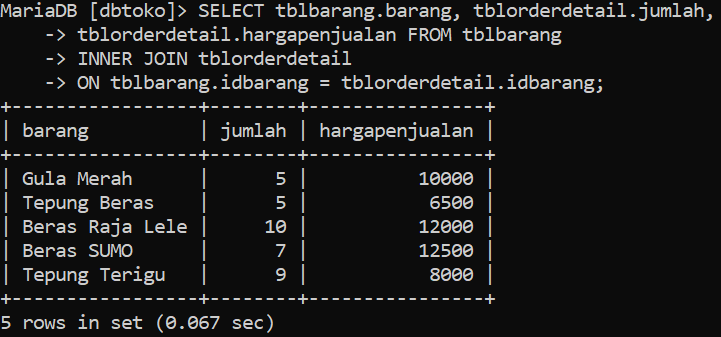 MariaDB [dbtoko]> SELECT tblbarang.barang, tblorderdetail.jumlah,
    -> tblorderdetail.hargapenjualan FROM tblbarang
    -> INNER JOIN tblorderdetail
    -> ON tblbarang.idbarang = tblorderdetail.idbarang;
+-----------------+--------+----------------+
| barang          | jumlah | hargapenjualan |
+-----------------+--------+----------------+
| Gula Merah      |      5 |          10000 |
| Tepung Beras    |      5 |           6500 |
| Beras Raja Lele |     10 |          12000 |
| Beras SUMO      |      7 |          12500 |
| Tepung Terigu   |      9 |           8000 |
+-----------------+--------+----------------+
5 rows in set (0.067 sec)